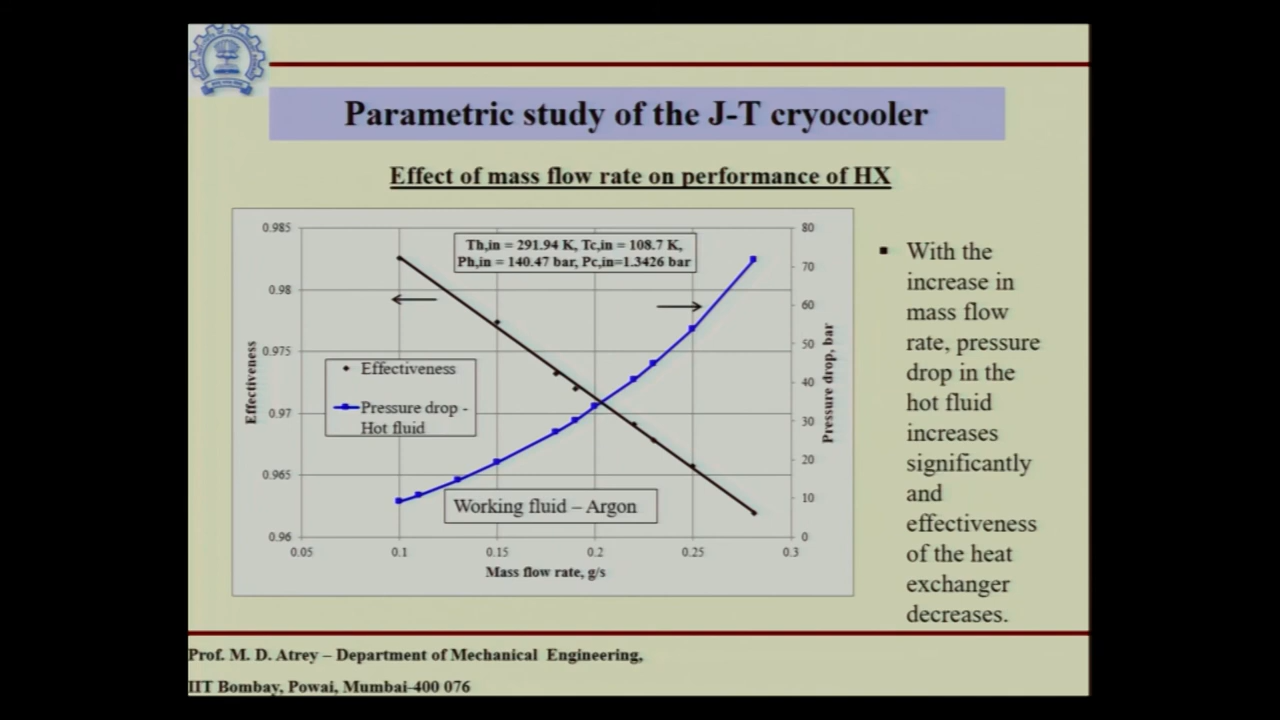 Parametric study of the J-T cryocooler
Effect of mass flow rate on performance of HX
Th,in = 291.94 K, Tc,in = 108.7 K,
Ph,in = 140.47 bar, Pc,in=1.3426 bar
Effectiveness
0.985
0.98
0.975
0.97
0.965
0.96
Effectiveness
Pressure drop -
Hot fluid
Working fluid – Argon
80
70
60
50
40
30
20
10
0
Pressure drop, bar
0.05 0.1 0.15 0.2 0.25 0.3
Mass flow rate, g/s
▪ With the
increase in
mass flow
rate, pressure
drop in the
hot fluid
increases
significantly
and
effectiveness
of the heat
exchanger
decreases.
Prof. M. D. Atrey – Department of Mechanical Engineering,
IIT Bombay, Powai, Mumbai-400 076